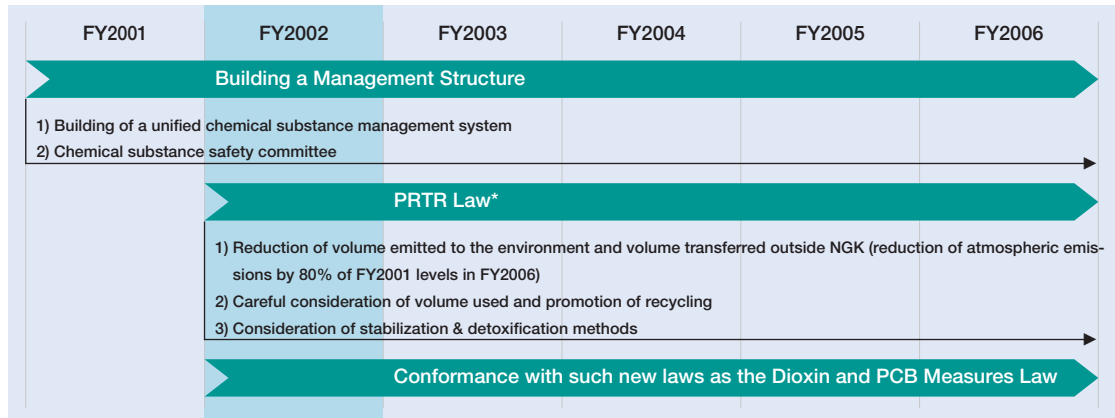 FY2001 FY2002 FY2003 FY2004 FY2005 FY2006
Building a Management Structure
1) Building of a unified chemical substance management system
2) Chemical substance safety committee
PRTR Law*
1) Reduction of volume emitted to the environment and volume transferred outside NGK (reduction of atmospheric emis-
sions by 80% of FY2001 levels in FY2006)
2) Careful consideration of volume used and promotion of recycling
3) Consideration of stabilization & detoxification methods
Conformance with such new laws as the Dioxin and PCB Measures Law